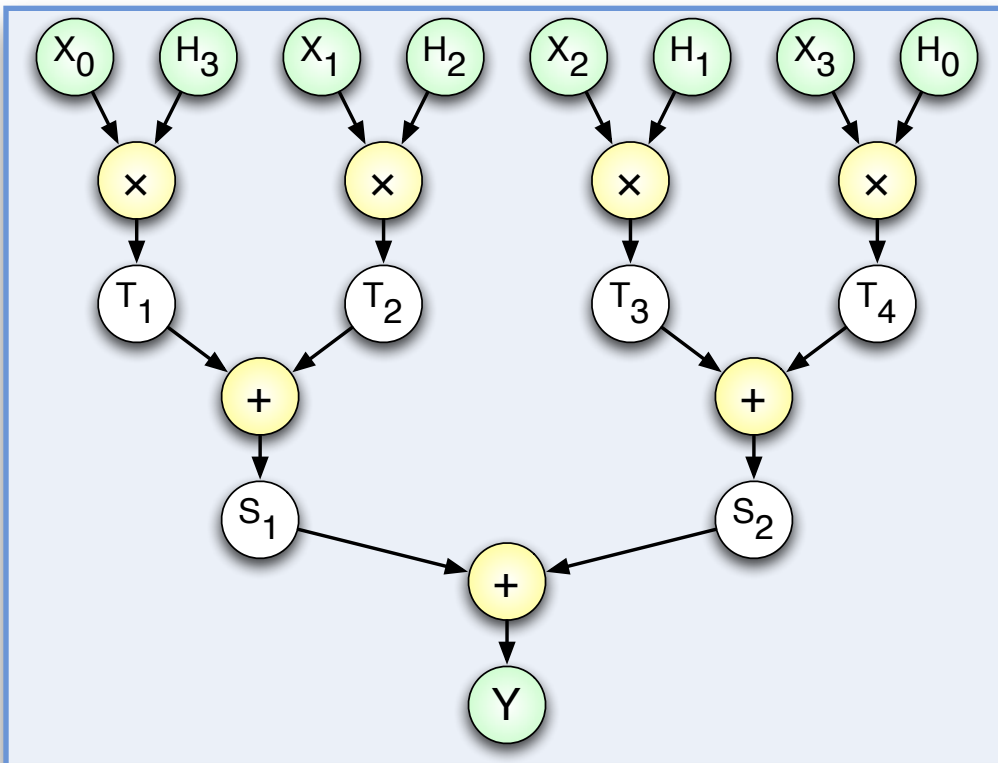 X₀ H₃ X₁ H₂ X₂ H₁ X₃ H₀
× × × ×
T₁ T₂ T₃ T₄
+ +
S₁ S₂
+
Y